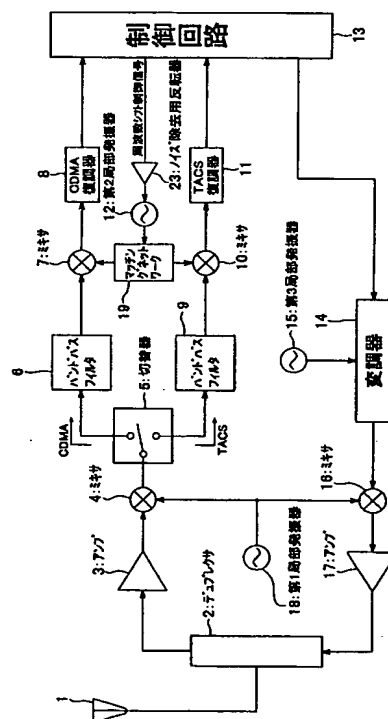 制御回路
13
8
CDMA
復調器
周波数シフト制御信号
23:ノイズ除去用反転器
12:第2局部発振器
TACS
復調器
11
7:ミキサ
マッチン
グネット
ワーク
19
10:ミキサ
6
バンドパス
フィルタ
9
バンドパス
フィルタ
15:第3局部発振器
14
変調器
CDMA
5:切替器
TACS
4:ミキサ
16:ミキサ
3:アンプ
18:第1局部発振器
17:アンプ
2:デュプレクサ
1